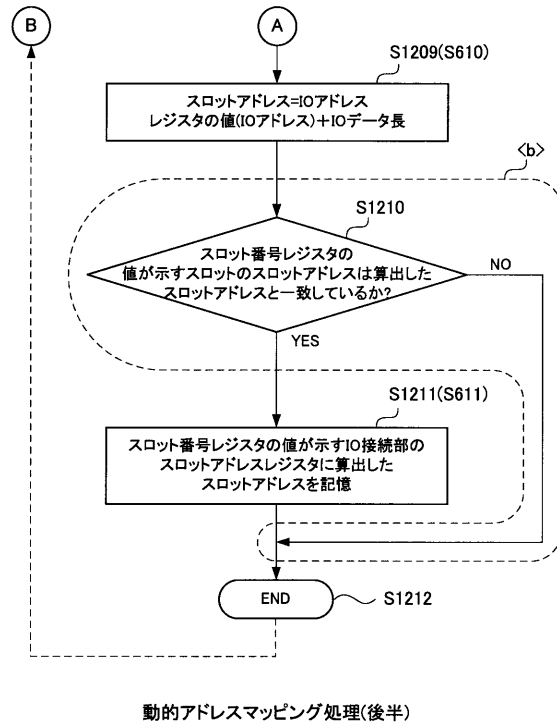 B
A
S1209(S610)
スロットアドレス=IOアドレス
レジスタの値(IOアドレス)+IOデータ長
<b>
S1210
スロット番号レジスタの
値が示すスロットのスロットアドレスは算出した
スロットアドレスと一致しているか?
NO
YES
S1211(S611)
スロット番号レジスタの値が示すIO接続部の
スロットアドレスレジスタに算出した
スロットアドレスを記憶
END
S1212
動的アドレスマッピング処理(後半)